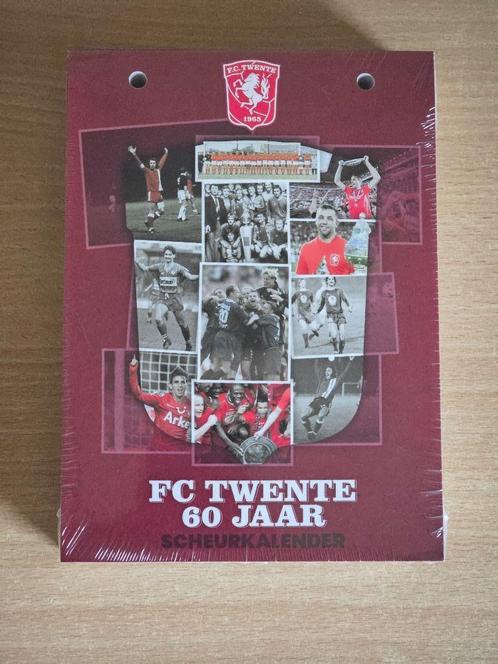 F.C. TWENTE
1965
Arke
FC TWENTE
60 JAAR
SCHEURKALENDER